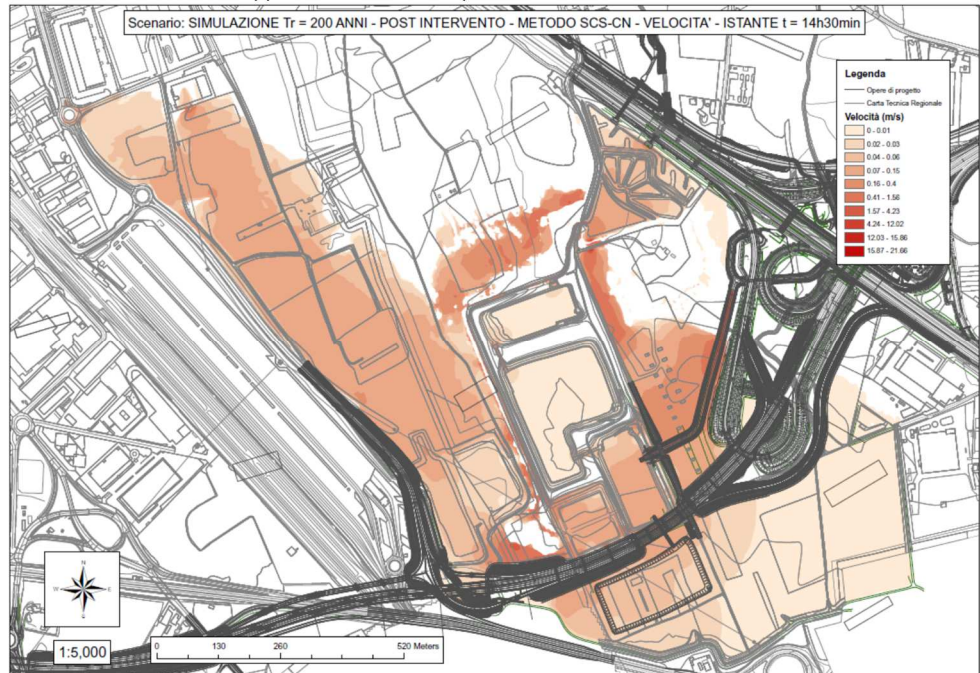 Scenario: SIMULAZIONE Tr = 200 ANNI - POST INTERVENTO - METODO SCS-CN - VELOCITA' - ISTANTE t = 14h30min
Legenda
Opere di progetto
Carta Tecnica Regionale
Velocità (m/s)
0 - 0.01
0.02 - 0.03
0.04 - 0.06
0.07 - 0.15
0.16 - 0.4
0.41 - 1.56
1.57 - 4.23
4.24 - 12.02
12.03 - 15.86
15.87 - 21.66
N
W
E
S
1:5,000
0 130 260 520 Meters